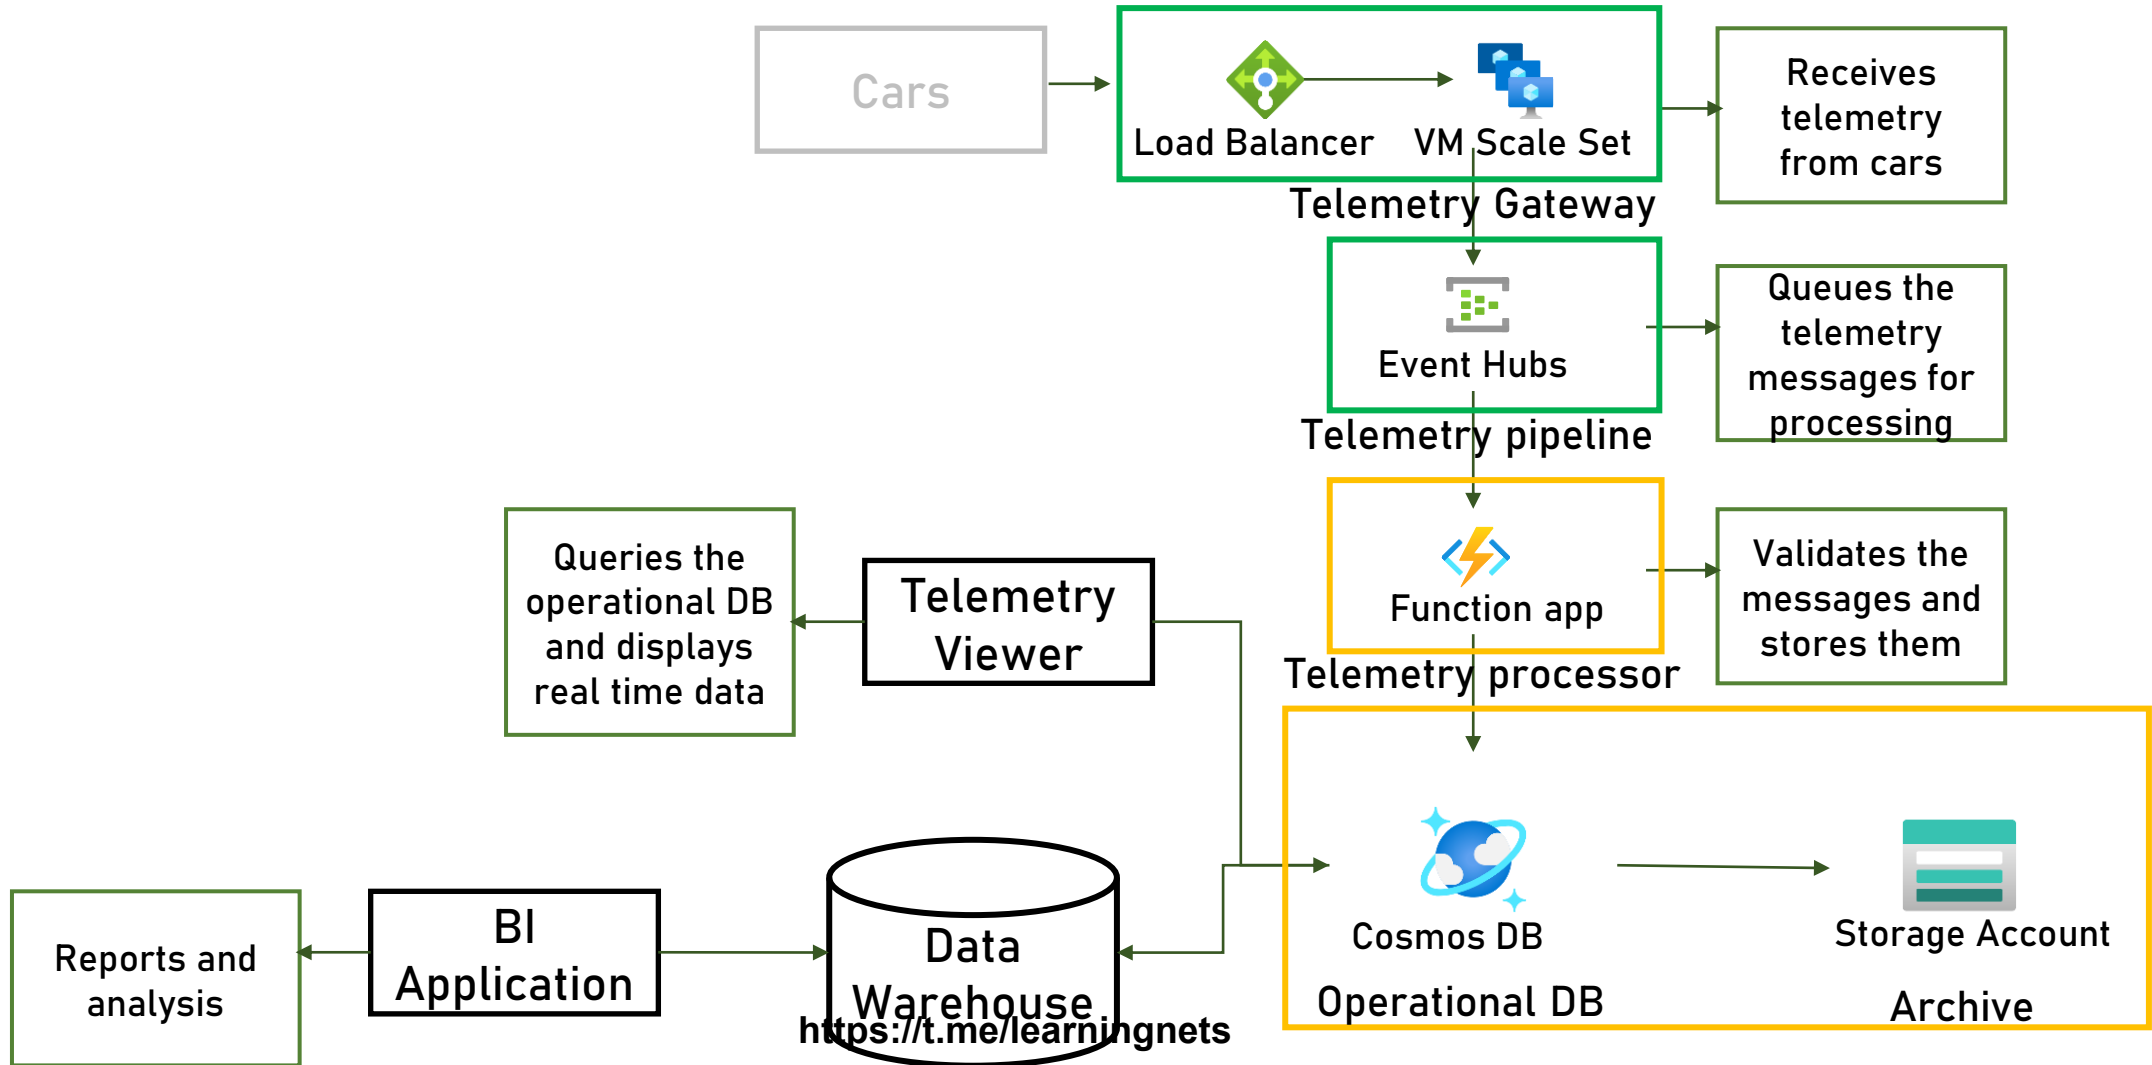 Cars
Load Balancer
VM Scale Set
Telemetry Gateway
Receives
telemetry
from cars
Event Hubs
Telemetry pipeline
Queues the
telemetry
messages for
processing
Function app
Telemetry processor
Validates the
messages and
stores them
Queries the
operational DB
and displays
real time data
Telemetry
Viewer
Cosmos DB
Operational DB
Storage Account
Archive
Reports and
analysis
BI
Application
Data
Warehouse
https://t.me/learningnets